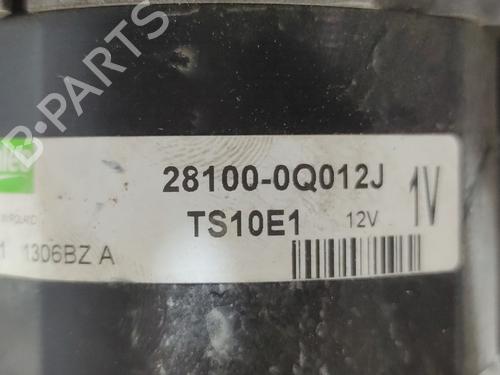 B-PARTS
28100-0Q012J
1V
TS10E1 12V
1306BZ A